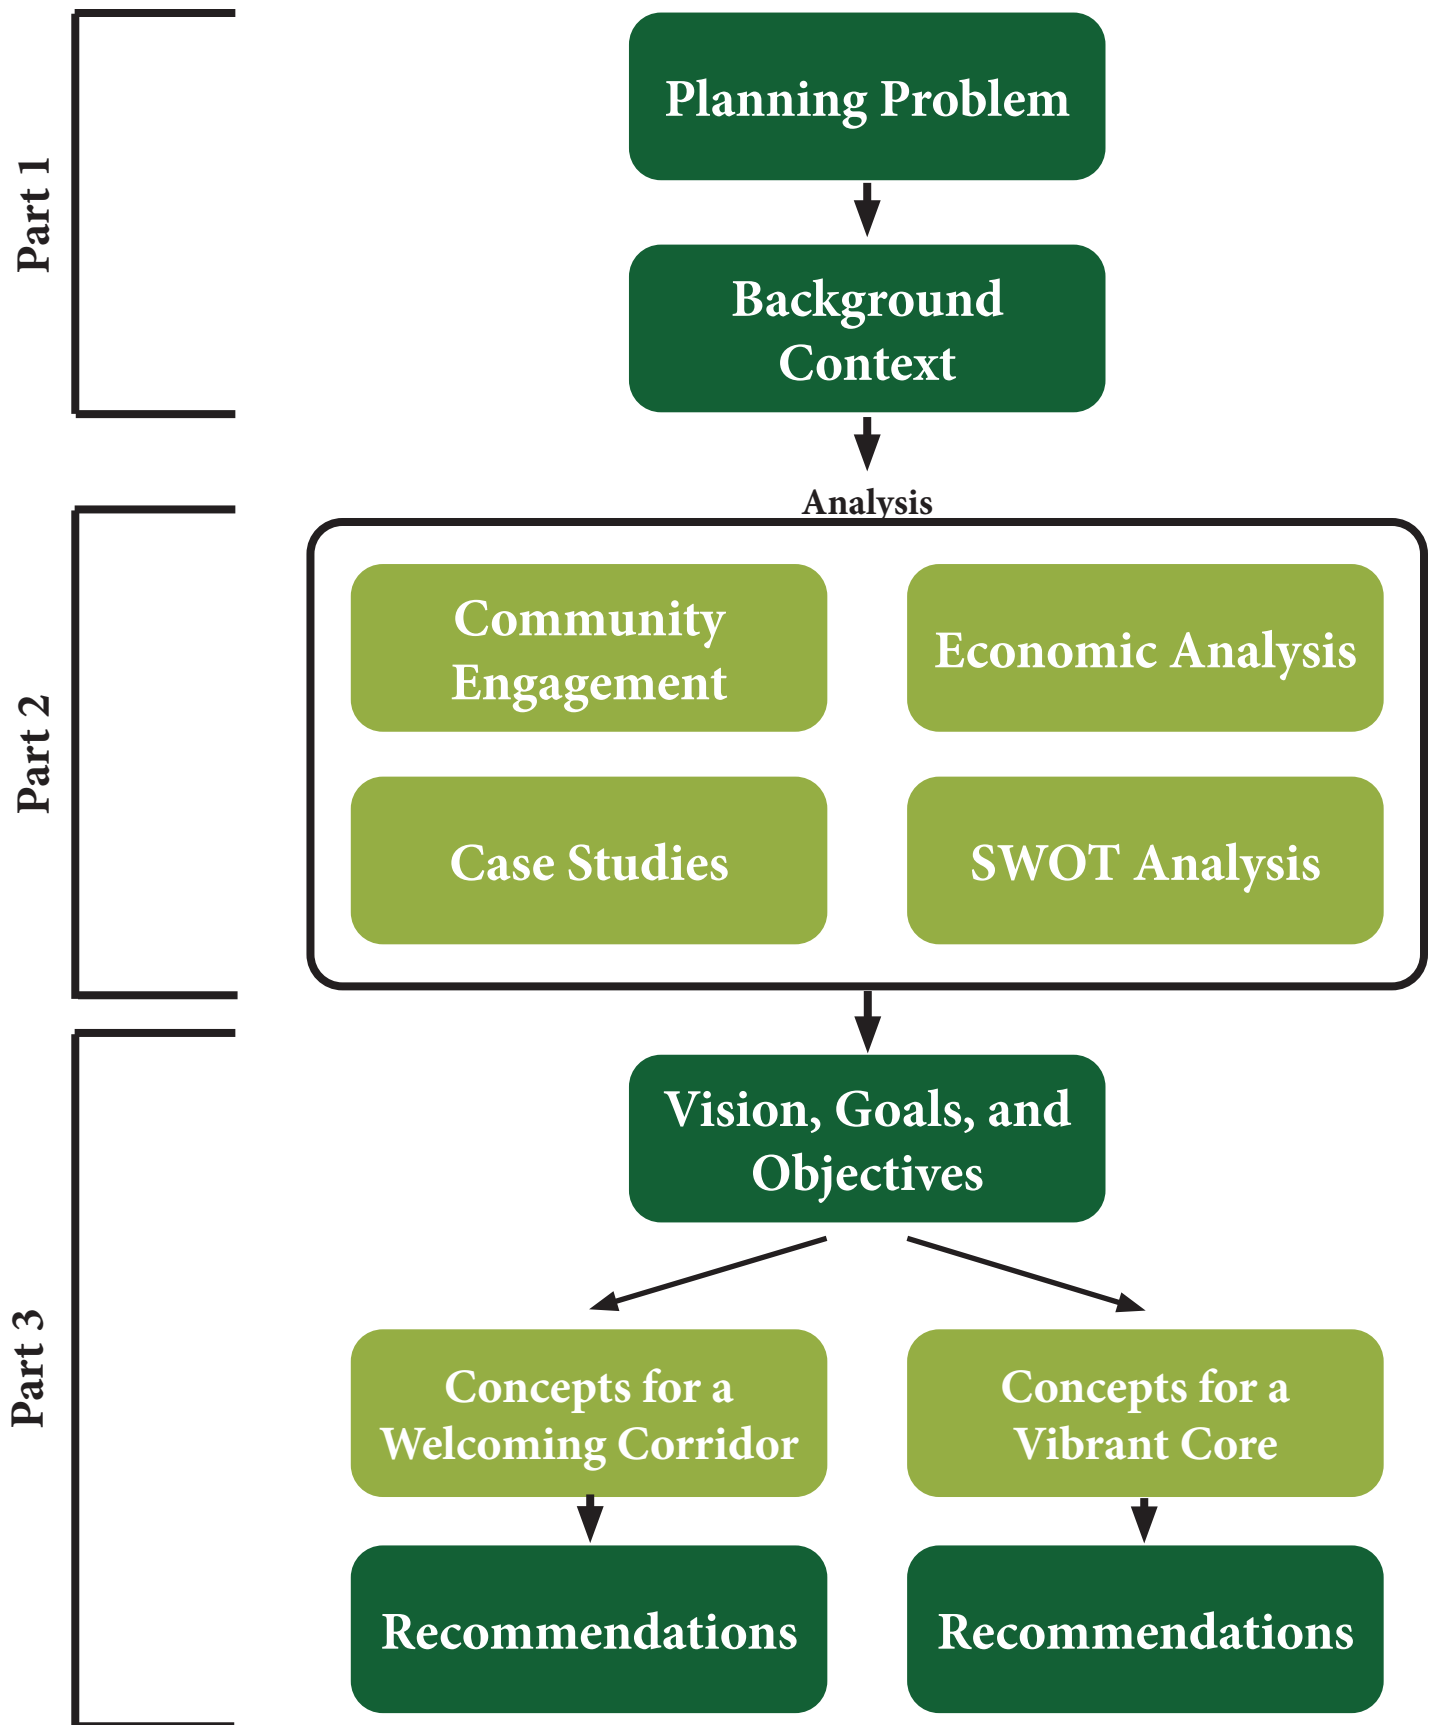 Part 1
Planning Problem
Background
Context
Part 2
Analysis
Community
Engagement
Economic Analysis
Case Studies
SWOT Analysis
Part 3
Vision, Goals, and
Objectives
Concepts for a
Welcoming Corridor
Concepts for a
Vibrant Core
Recommendations
Recommendations